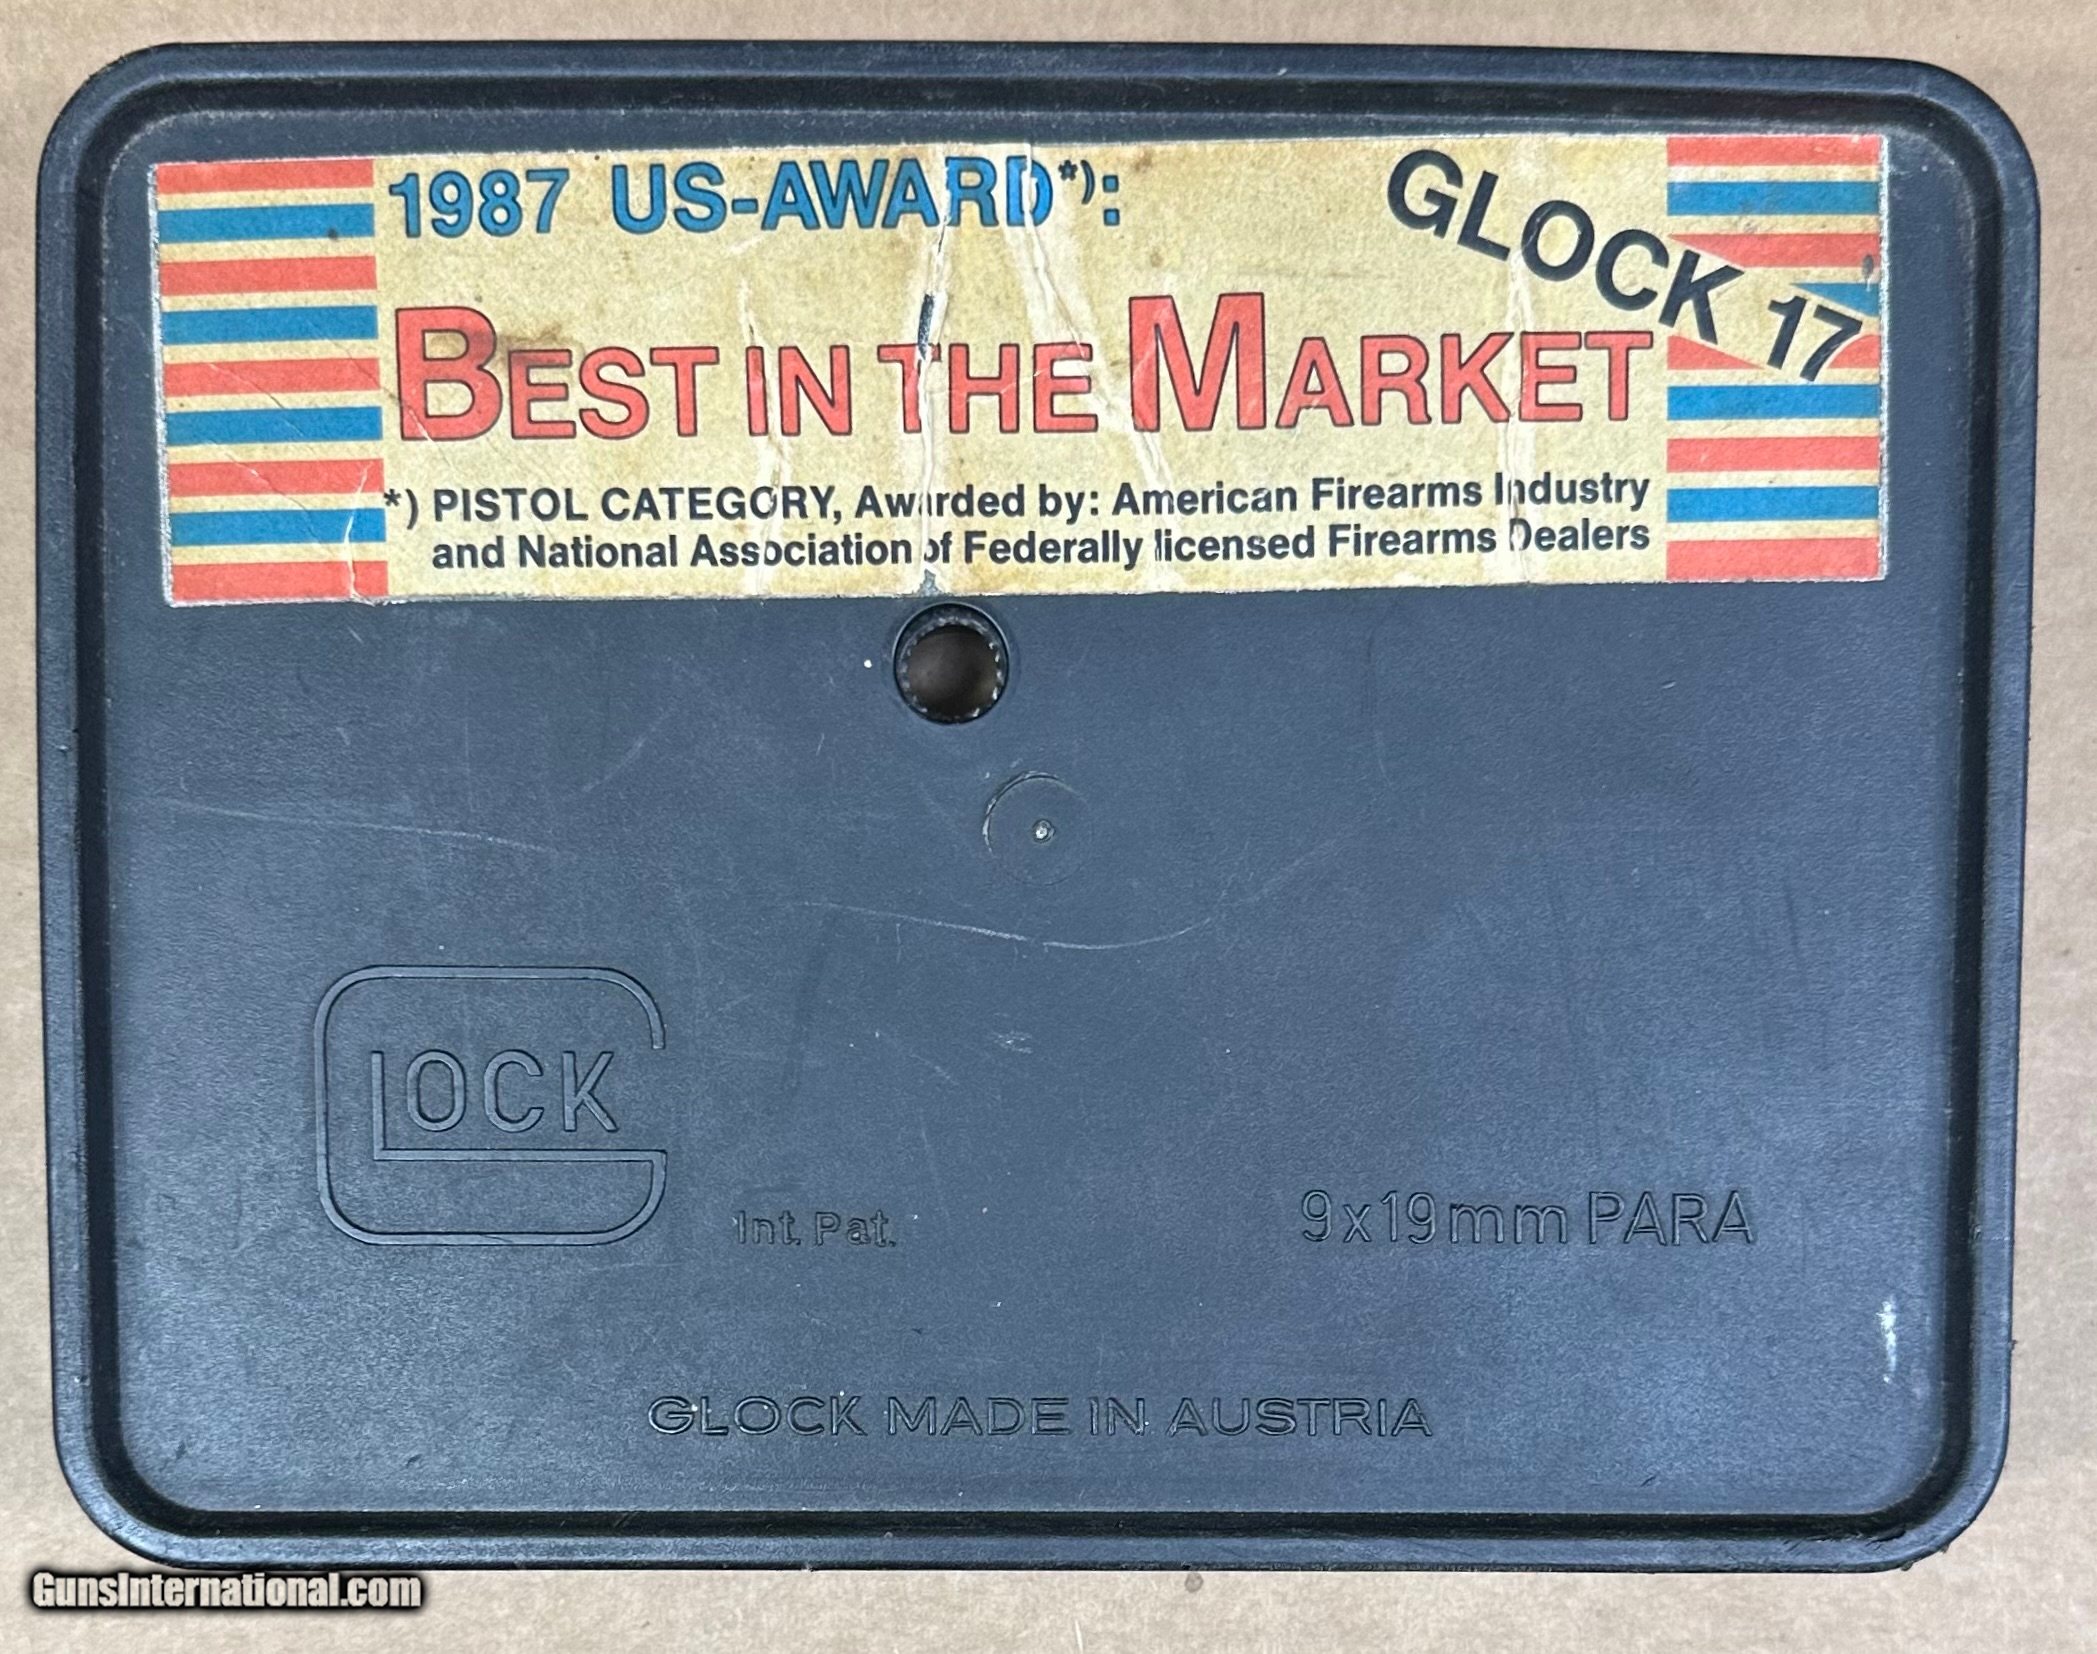 1987 US-AWARD*):
GLOCK 17
BEST IN THE MARKET
*) PISTOL CATEGORY, Awarded by: American Firearms Industry
and National Association of Federally licensed Firearms Dealers
GLOCK
Int. Pat.
9x19mm PARA
GLOCK MADE IN AUSTRIA
GunsInternational.com